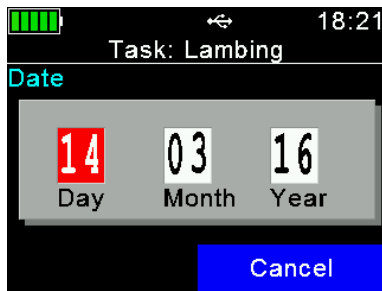 18:21
Task: Lambing
Date
14 03 16
Day Month Year
Cancel